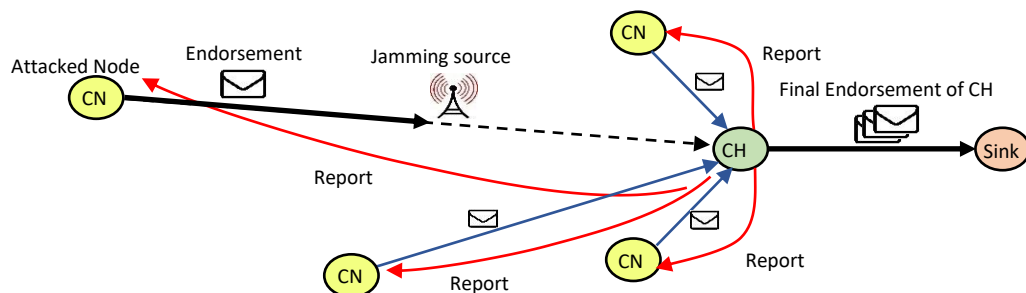 CN
Report
Endorsement
Jamming source
Attacked Node
CN
Final Endorsement of CH
CH
Sink
Report
CN
Report
CN
Report